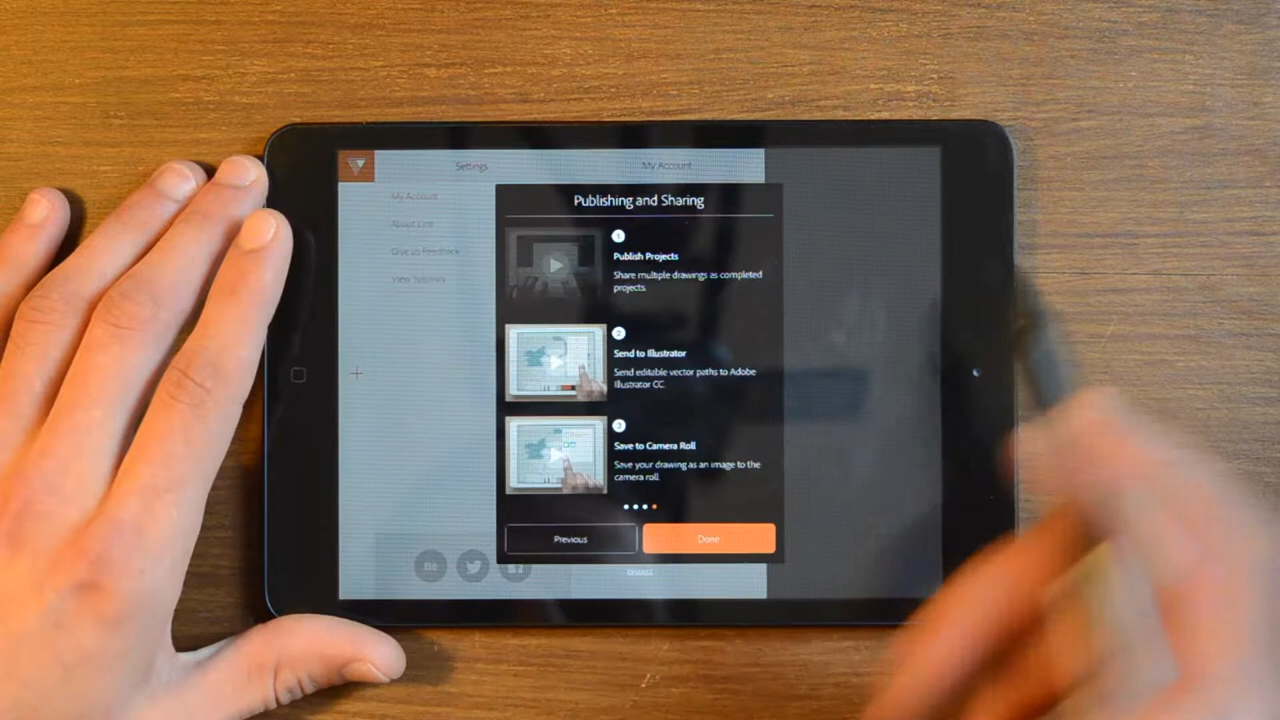 Settings
My Account
My Account
About Line
Give us Feedback
View Tutorials
Publishing and Sharing
1
Publish Projects
Share multiple drawings as completed
projects.
2
Send to Illustrator
Send editable vector paths to Adobe
Illustrator CC.
3
Save to Camera Roll
Save your drawing as an image to the
camera roll.
Previous
Done
Bē